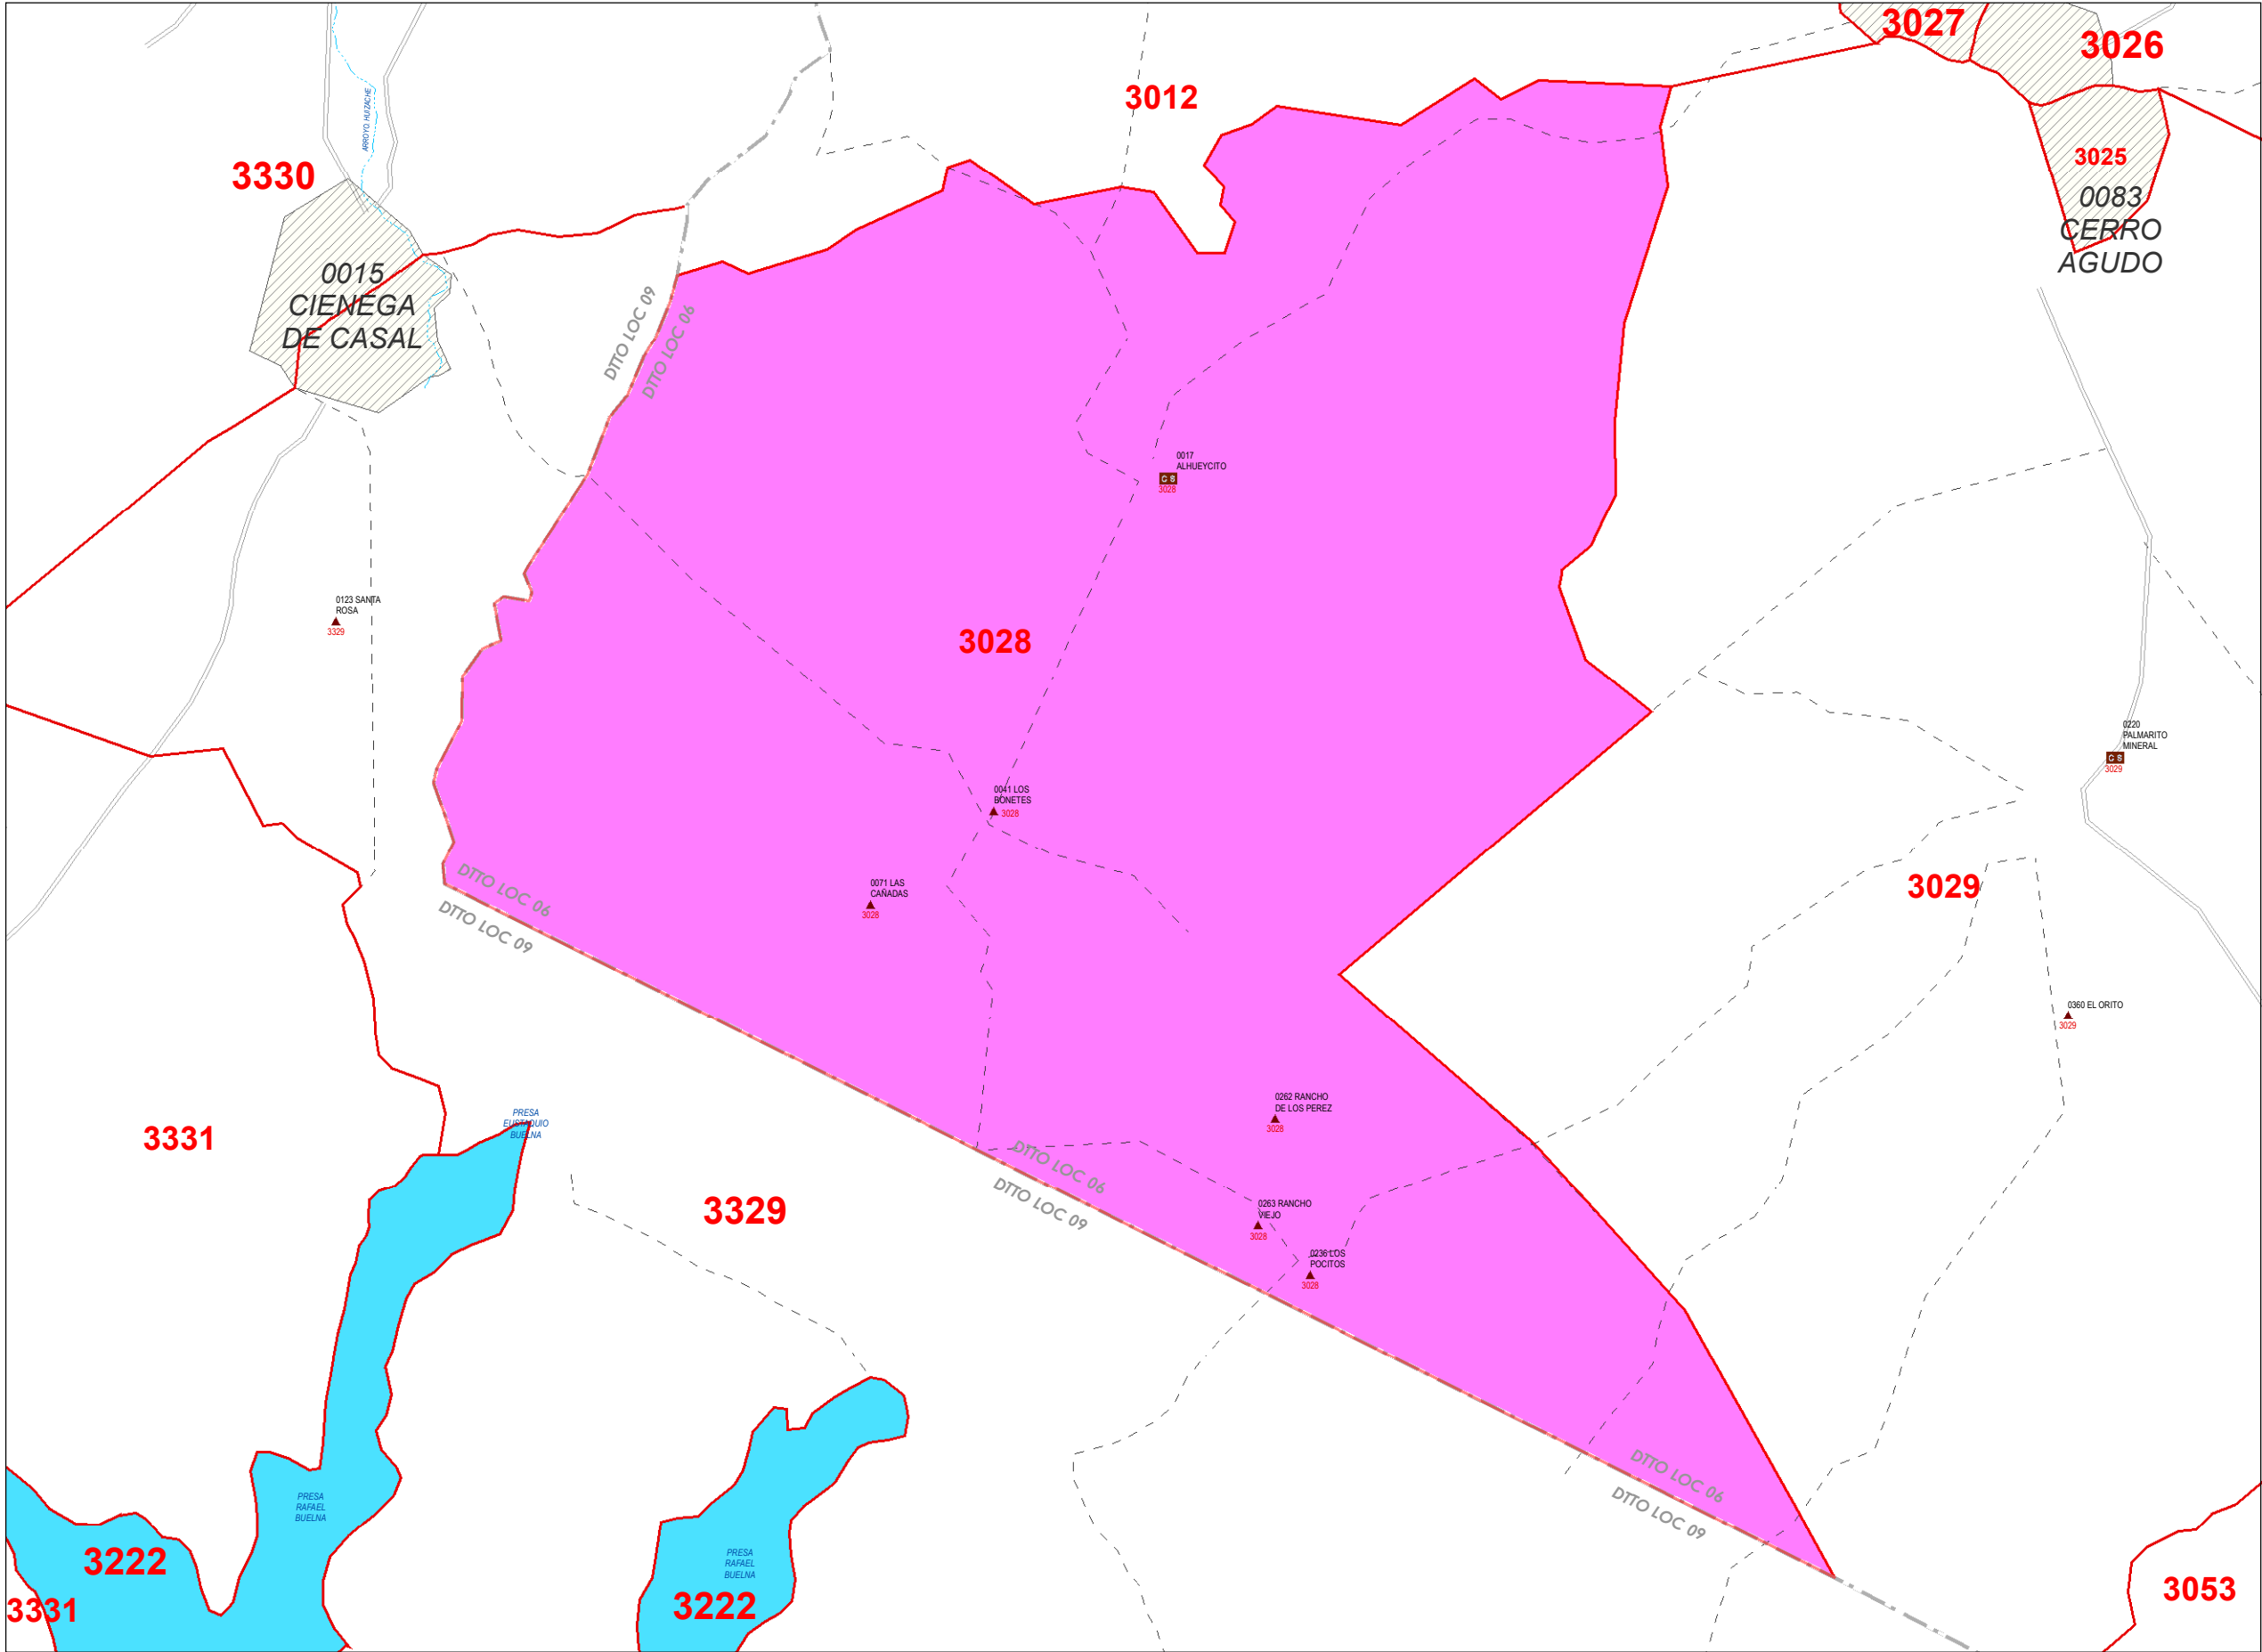 3027
3026
3012
ARROYO HUIZACHE
3330
3025
0083
CERRO
AGUDO
0015
CIENEGA
DE CASAL
DTTO LOC 09
DTTO LOC 06
0017
ALHUEYCITO
C S
3028
0123 SANTA
ROSA
3329
3028
0220
PALMARITO
MINERAL
C S
3029
0041 LOS
BONETES
3028
0071 LAS
CAÑADAS
3028
DTTO LOC 06
DTTO LOC 09
3029
0360 EL ORITO
3029
PRESA
EUSTAQUIO
BUELNA
3331
0262 RANCHO
DE LOS PEREZ
3028
DTTO LOC 06
DTTO LOC 09
3329
0263 RANCHO
VIEJO
3028
0236 LOS
POCITOS
3028
DTTO LOC 06
DTTO LOC 09
PRESA
RAFAEL
BUELNA
3222
PRESA
RAFAEL
BUELNA
3222
3331
3053